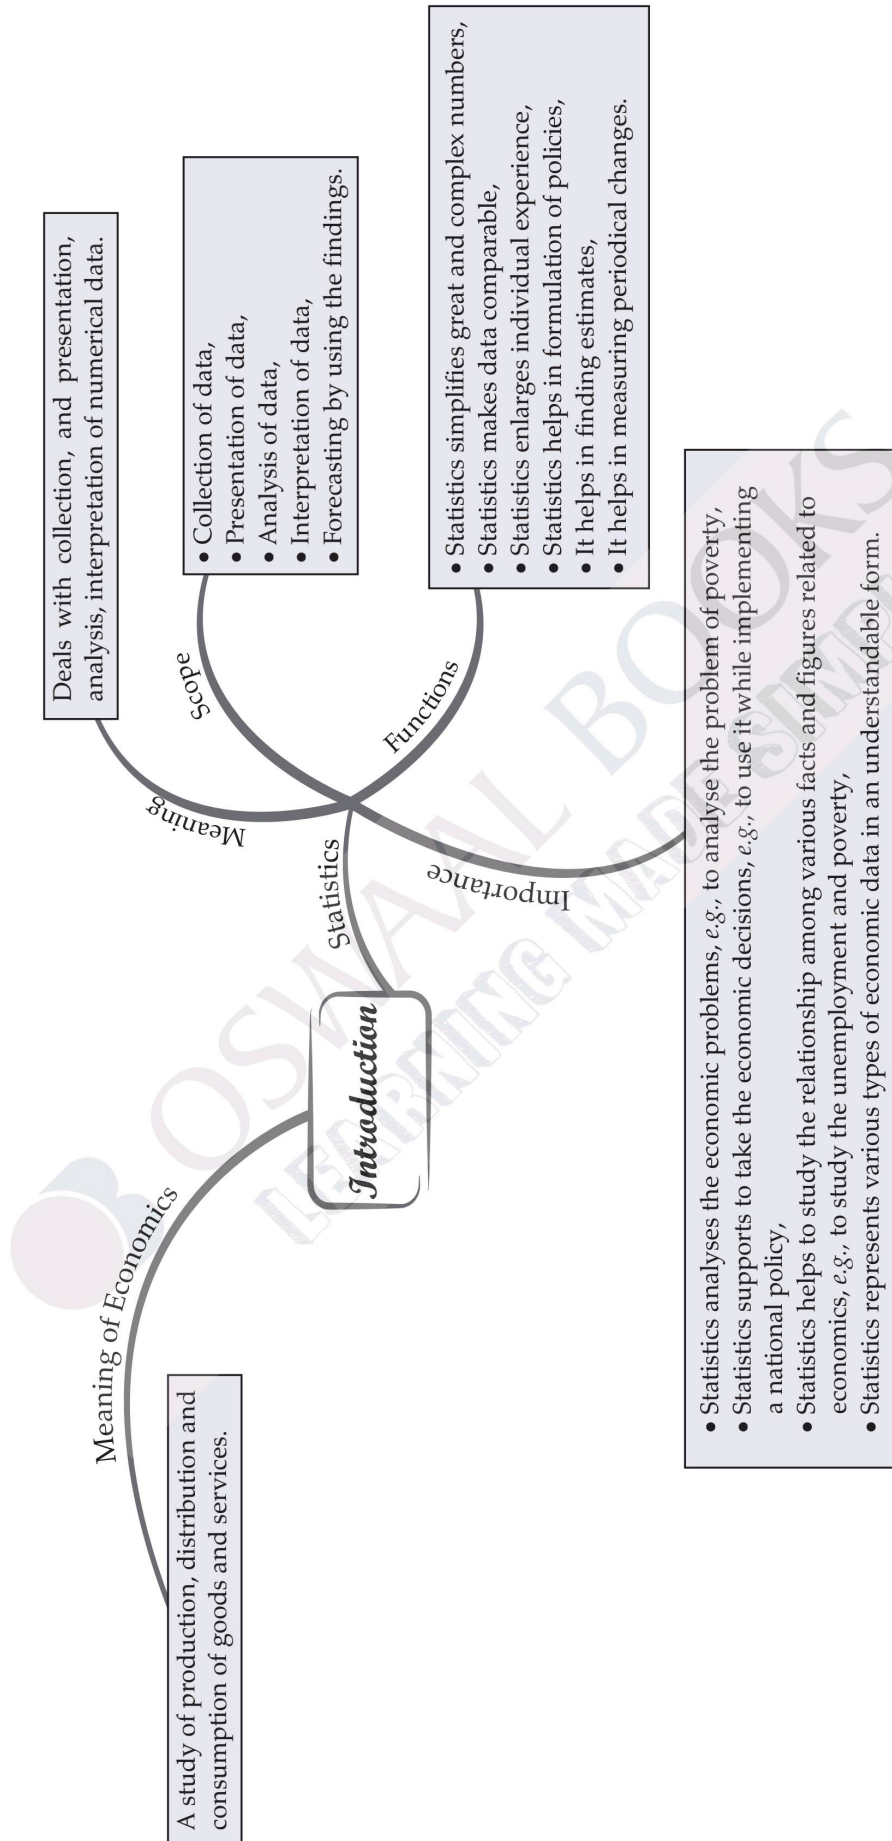 Introduction
Meaning of Economics
A study of production, distribution and
consumption of goods and services.
Statistics
Meaning
Deals with collection, and presentation,
analysis, interpretation of numerical data.
Scope
• Collection of data,
• Presentation of data,
• Analysis of data,
• Interpretation of data,
• Forecasting by using the findings.
Functions
• Statistics simplifies great and complex numbers,
• Statistics makes data comparable,
• Statistics enlarges individual experience,
• Statistics helps in formulation of policies,
• It helps in finding estimates,
• It helps in measuring periodical changes.
Importance
• Statistics analyses the economic problems, e.g., to analyse the problem of poverty,
• Statistics supports to take the economic decisions, e.g., to use it while implementing
a national policy,
• Statistics helps to study the relationship among various facts and figures related to
economics, e.g., to study the unemployment and poverty,
• Statistics represents various types of economic data in an understandable form.
OSWAAL BOOKS
LEARNING MADE